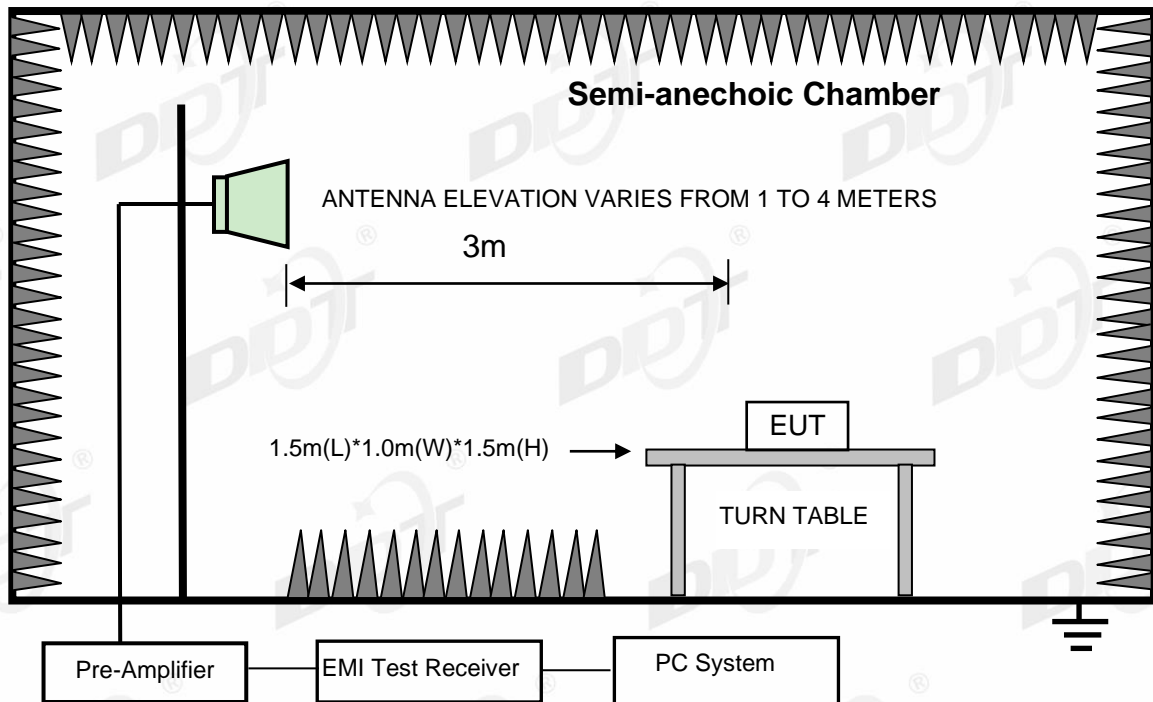 Semi-anechoic Chamber
ANTENNA ELEVATION VARIES FROM 1 TO 4 METERS
3m
1.5m(L)*1.0m(W)*1.5m(H)
EUT
TURN TABLE
Pre-Amplifier
EMI Test Receiver
PC System
DDT